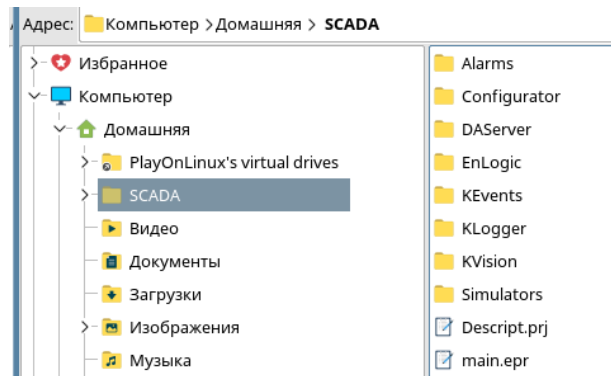 Адрес: Компьютер > Домашняя > SCADA
Избранное
Компьютер
Домашняя
PlayOnLinux's virtual drives
SCADA
Видео
Документы
Загрузки
Изображения
Музыка
Alarms
Configurator
DAServer
EnLogic
KEvents
KLogger
KVision
Simulators
Descript.prj
main.epr